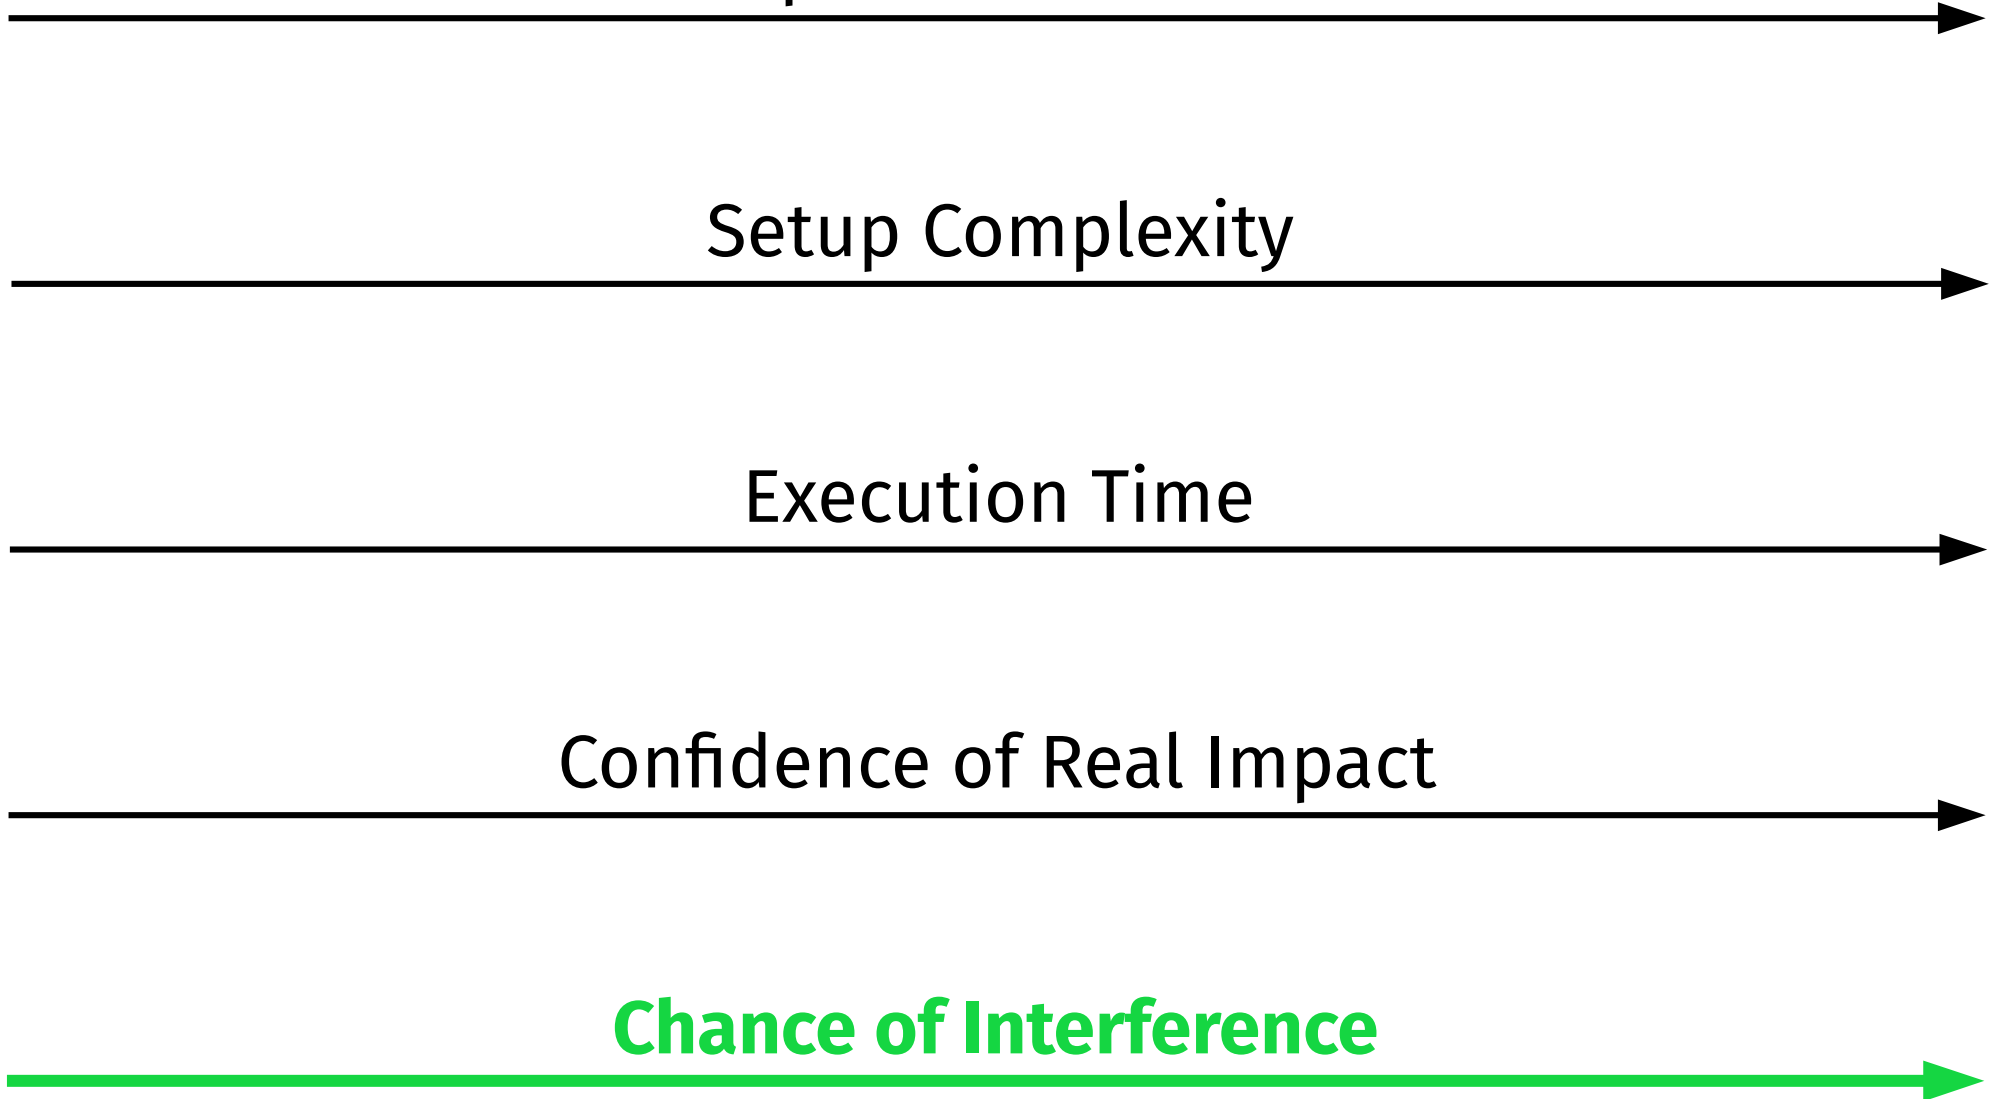 Setup Complexity
Execution Time
Confidence of Real Impact
Chance of Interference